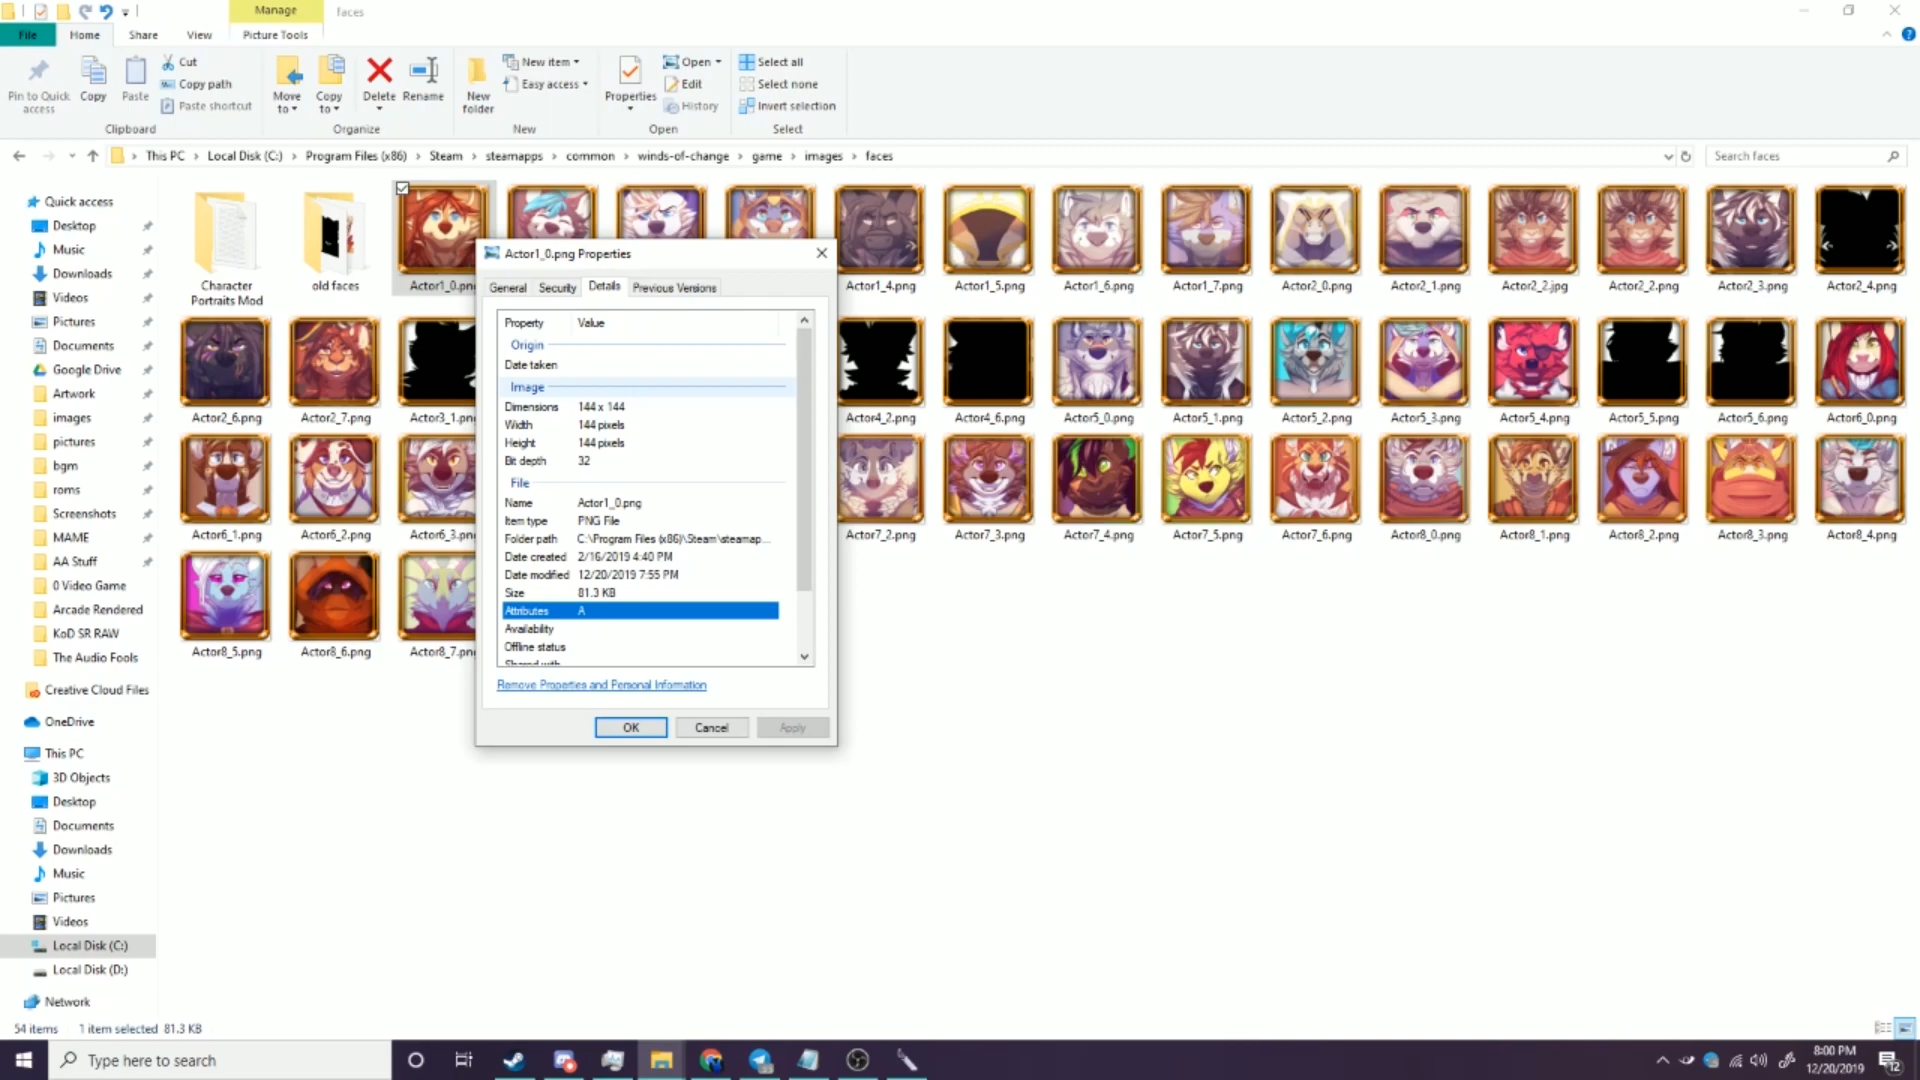 Manage
faces
File
Home
Share
View
Picture Tools
Pin to Quick access
Copy
Paste
Cut
Copy path
Paste shortcut
Clipboard
Move to
Copy to
Delete
Rename
Organize
New folder
New item
Easy access
New
Properties
Open
Edit
History
Open
Select all
Select none
Invert selection
Select
This PC > Local Disk (C:) > Program Files (x86) > Steam > steamapps > common > winds-of-change > game > images > faces
Search faces
Quick access
Desktop
Music
Downloads
Videos
Pictures
Documents
Google Drive
Artwork
images
pictures
bgm
roms
Screenshots
MAME
AA Stuff
0 Video Game
Arcade Rendered
KoD SR RAW
The Audio Fools
Creative Cloud Files
OneDrive
This PC
3D Objects
Desktop
Documents
Downloads
Music
Pictures
Videos
Local Disk (C:)
Local Disk (D:)
Network
Character Portraits Mod
old faces
Actor1_0.png
Actor1_4.png
Actor1_5.png
Actor1_6.png
Actor1_7.png
Actor2_0.png
Actor2_1.png
Actor2_2.jpg
Actor2_2.png
Actor2_3.png
Actor2_4.png
Actor2_6.png
Actor2_7.png
Actor3_1.pn
Actor4_2.png
Actor4_6.png
Actor5_0.png
Actor5_1.png
Actor5_2.png
Actor5_3.png
Actor5_4.png
Actor5_5.png
Actor5_6.png
Actor6_0.png
Actor6_1.png
Actor6_2.png
Actor6_3.pn
Actor7_2.png
Actor7_3.png
Actor7_4.png
Actor7_5.png
Actor7_6.png
Actor8_0.png
Actor8_1.png
Actor8_2.png
Actor8_3.png
Actor8_4.png
Actor8_5.png
Actor8_6.png
Actor8_7.pn
Actor1_0.png Properties
General
Security
Details
Previous Versions
Property Value
Origin
Date taken
Image
Dimensions 144 x 144
Width 144 pixels
Height 144 pixels
Bit depth 32
File
Name Actor1_0.png
Item type PNG File
Folder path C:\Program Files (x86)\Steam\steamap...
Date created 2/16/2019 4:40 PM
Date modified 12/20/2019 7:55 PM
Size 81.3 KB
Attributes A
Availability
Offline status
Shared with
Remove Properties and Personal Information
OK
Cancel
Apply
54 items
1 item selected 81.3 KB
Type here to search
8:00 PM
12/20/2019
12